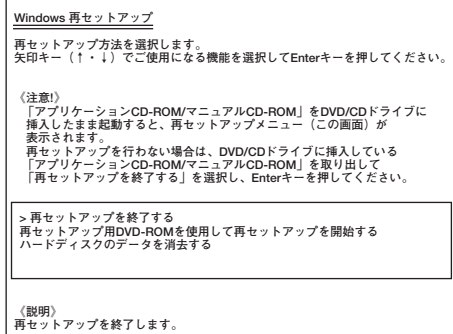 Windows 再セットアップ
再セットアップ方法を選択します。
矢印キー（↑・↓）でご使用になる機能を選択してEnterキーを押してください。
《注意!》
「アプリケーションCD-ROM/マニュアルCD-ROM」をDVD/CDドライブに
挿入したまま起動すると、再セットアップメニュー（この画面）が
表示されます。
再セットアップを行わない場合は、DVD/CDドライブに挿入している
「アプリケーションCD-ROM/マニュアルCD-ROM」を取り出して
「再セットアップを終了する」を選択し、Enterキーを押してください。
> 再セットアップを終了する
再セットアップ用DVD-ROMを使用して再セットアップを開始する
ハードディスクのデータを消去する
《説明》
再セットアップを終了します。